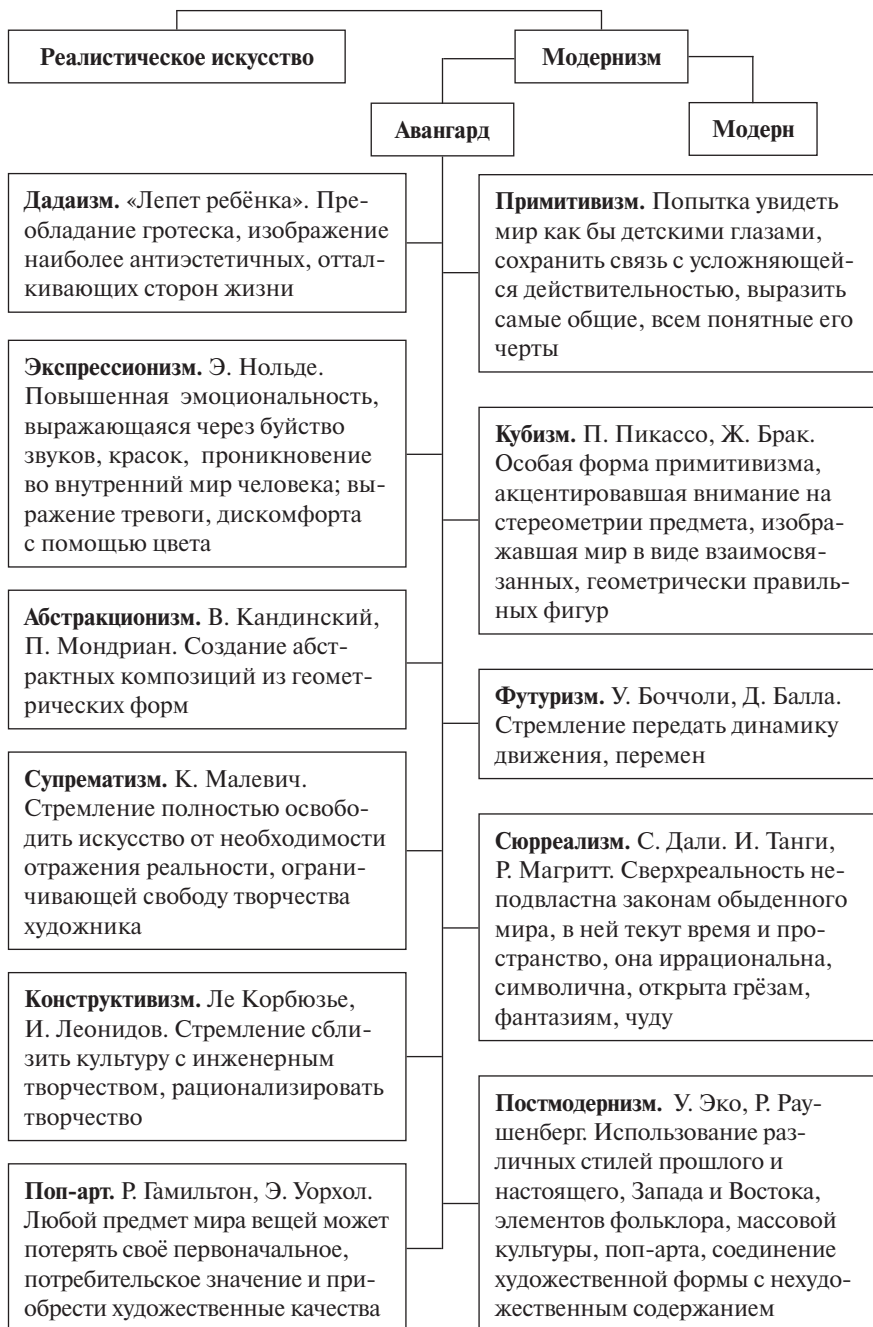 Реалистическое искусство
Модернизм
Авангард
Модерн
Дадаизм. «Лепет ребёнка». Пре-
обладание гротеска, изображение
наиболее антиэстетичных, оттал-
кивающих сторон жизни
Экспрессионизм. Э. Нольде.
Повышенная эмоциональность,
выражающаяся через буйство
звуков, красок, проникновение
во внутренний мир человека; вы-
ражение тревоги, дискомфорта
с помощью цвета
Абстракционизм. В. Кандинский,
П. Мондриан. Создание абст-
рактных композиций из геомет-
рических форм
Супрематизм. К. Малевич.
Стремление полностью освобо-
дить искусство от необходимости
отражения реальности, ограни-
чивающей свободу творчества
художника
Конструктивизм. Ле Корбюзье,
И. Леонидов. Стремление сбли-
зить культуру с инженерным
творчеством, рационализировать
творчество
Поп-арт. Р. Гамильтон, Э. Уорхол.
Любой предмет мира вещей может
потерять своё первоначальное,
потребительское значение и при-
обрести художественные качества
Примитивизм. Попытка увидеть
мир как бы детскими глазами,
сохранить связь с усложняющей-
ся действительностью, выразить
самые общие, всем понятные его
черты
Кубизм. П. Пикассо, Ж. Брак.
Особая форма примитивизма,
акцентировавшая внимание на
стереометрии предмета, изобра-
жавшая мир в виде взаимосвя-
занных, геометрически правиль-
ных фигур
Футуризм. У. Боччоли, Д. Балла.
Стремление передать динамику
движения, перемен
Сюрреализм. С. Дали. И. Танги,
Р. Магритт. Сверхреальность не-
подвластна законам обыденного
мира, в ней текут время и про-
странство, она иррациональна,
символична, открыта грёзам,
фантазиям, чуду
Постмодернизм. У. Эко, Р. Рау-
шенберг. Использование раз-
личных стилей прошлого и
настоящего, Запада и Востока,
элементов фольклора, массовой
культуры, поп-арта, соединение
художественной формы с нехудо-
жественным содержанием